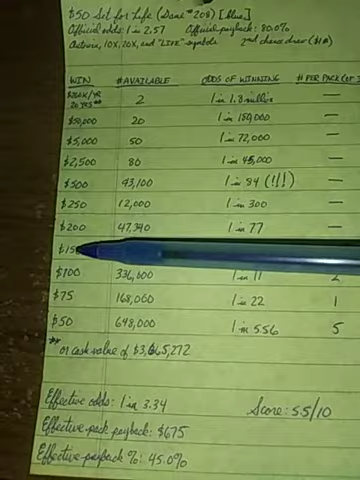 $50 Set for Life (Game #208) [blue]
Official odds: 1 in 2.57 Official payback: 80.0%
Autowin, 10X, 20X, and "LIFE" symbols 2nd chance draw ($1M)
WIN #AVAILABLE ODDS OF WINNING # PER PACK (OF
20 YRS ** 2 1 in 1.8 million —
$50,000 20 1 in 180,000 —
$5,000 50 1 in 72,000 —
$2,500 80 1 in 45,000 —
$500 43,100 1 in 84 (!!!) —
$250 12,000 1 in 300 —
$200 47,340 1 in 77 —
$15
$100 336,000 1 in 11 2
$75 168,000 1 in 22 1
$50 648,000 1 in 5.56 5
** or cash value of
Effective odds: 1 in 3.34 Score: 5.5/10
Effective pack payback: $675
Effective payback %: 45.0%